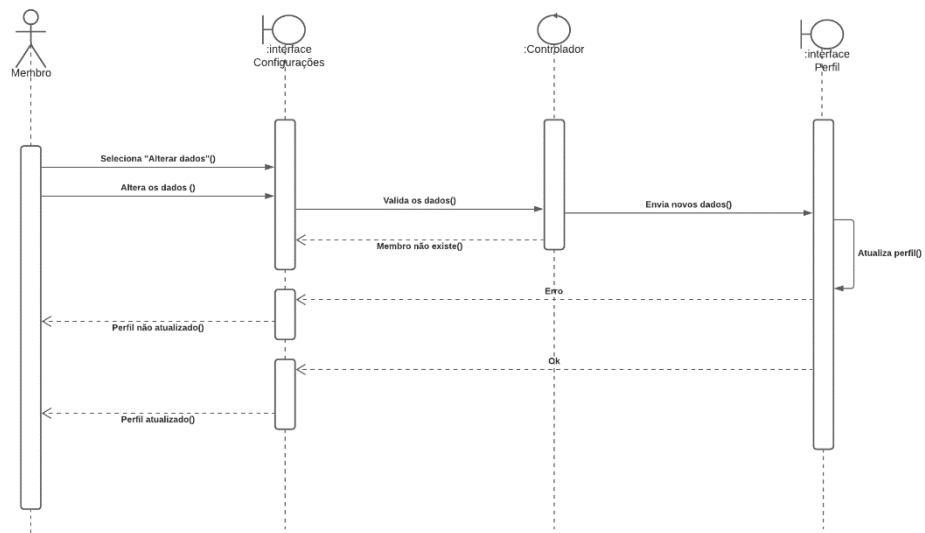 Membro
:interface
Configurações
:Controlador
:interface
Perfil
Seleciona "Alterar dados"()
Altera os dados ()
Valida os dados()
Envia novos dados()
Membro não existe()
Atualiza perfil()
Erro
Perfil não atualizado()
Ok
Perfil atualizado()